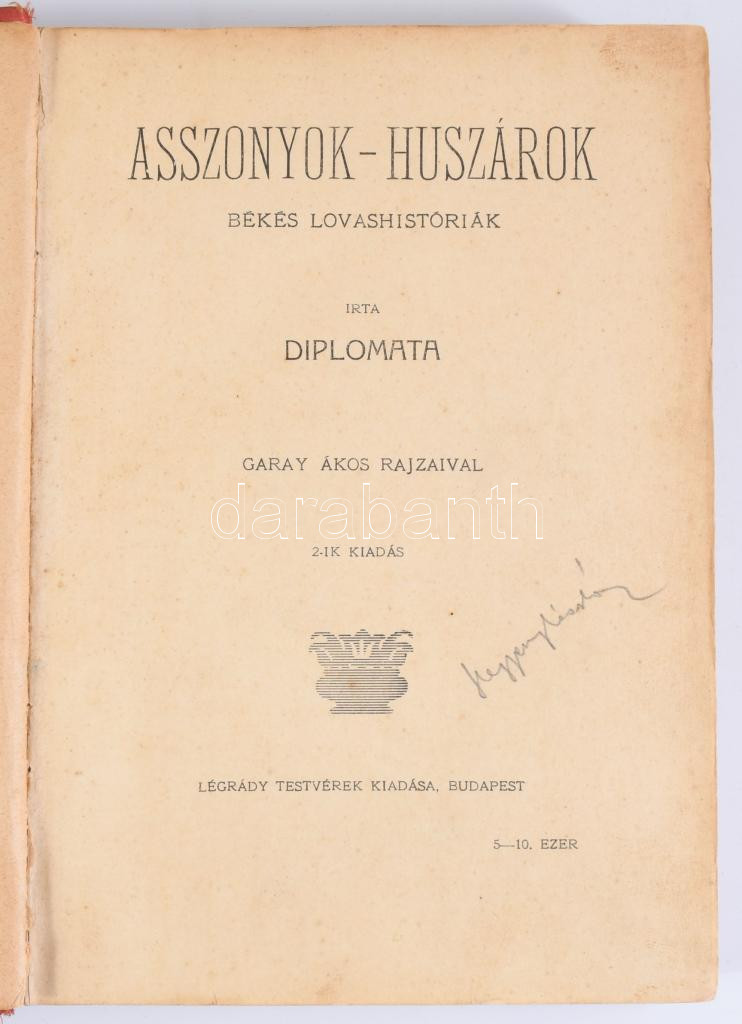 ASSZONYOK-HUSZÁROK
BÉKÉS LOVASHISTÓRIÁK
IRTA
DIPLOMATA
GARAY ÁKOS RAJZAIVAL
darabanth
2-IK KIADÁS
LÉGRÁDY TESTVÉREK KIADÁSA, BUDAPEST
5—10. EZER